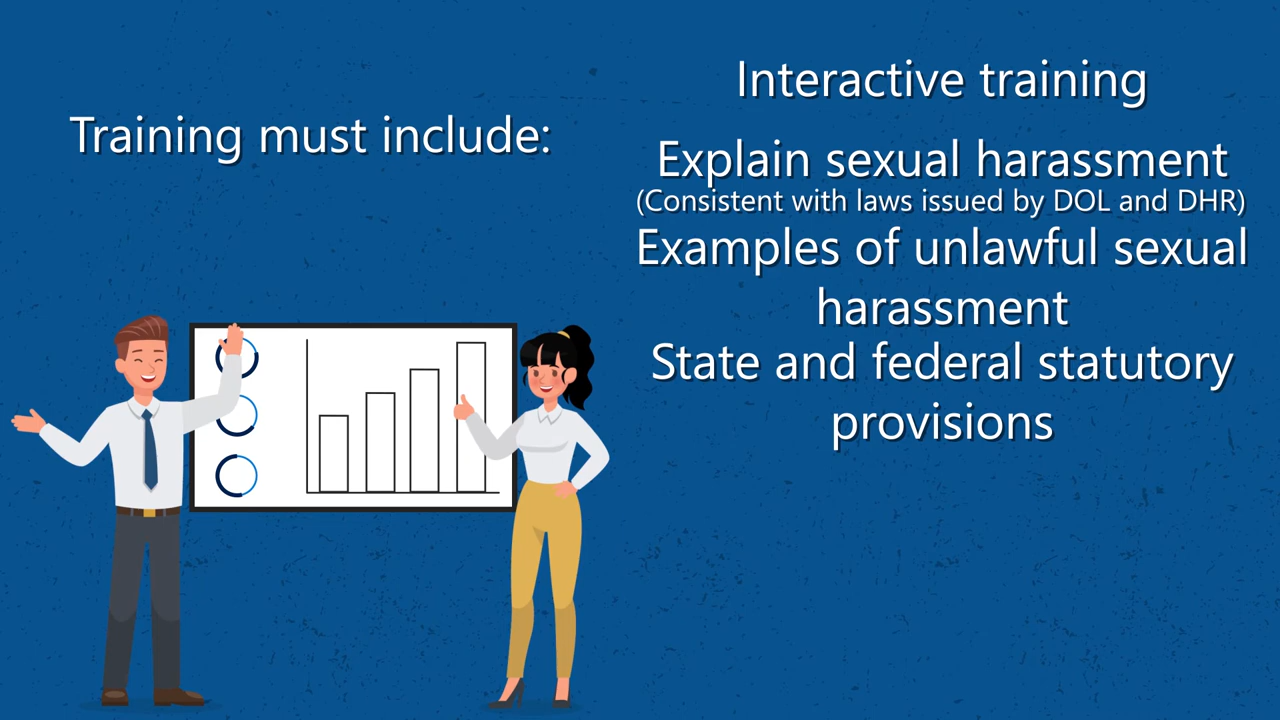 Training must include:
Interactive training
Explain sexual harassment
(Consistent with laws issued by DOL and DHR)
Examples of unlawful sexual
harassment
State and federal statutory
provisions